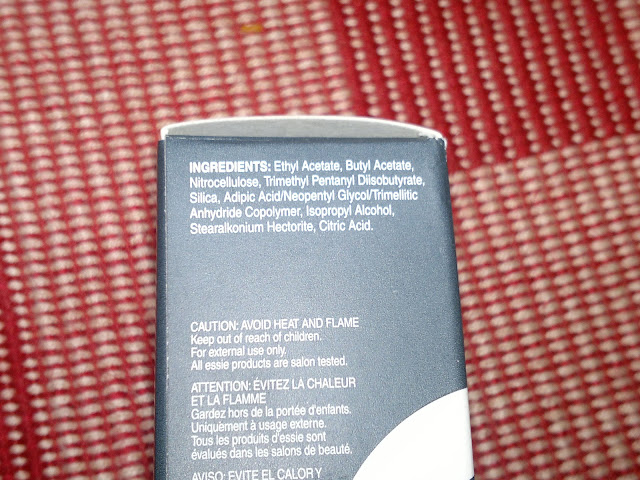 INGREDIENTS: Ethyl Acetate, Butyl Acetate,
Nitrocellulose, Trimethyl Pentanyl Diisobutyrate,
Silica, Adipic Acid/Neopentyl Glycol/Trimellitic
Anhydride Copolymer, Isopropyl Alcohol,
Stearalkonium Hectorite, Citric Acid.
CAUTION: AVOID HEAT AND FLAME
Keep out of reach of children.
For external use only.
All essie products are salon tested.
ATTENTION: ÉVITEZ LA CHALEUR
ET LA FLAMME
Gardez hors de la portée d'enfants.
Uniquement à usage externe.
Tous les produits d'essie sont
évalués dans les salons de beauté.
AVISO: EVITE EL CALOR Y